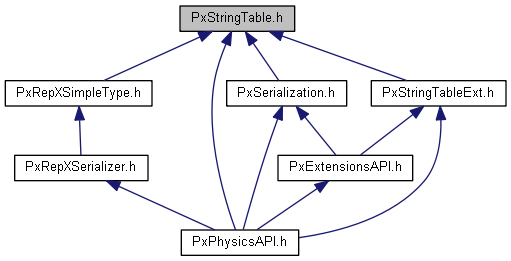 PxStringTable.h
PxRepXSimpleType.h
PxSerialization.h
PxStringTableExt.h
PxRepXSerializer.h
PxExtensionsAPI.h
PxPhysicsAPI.h